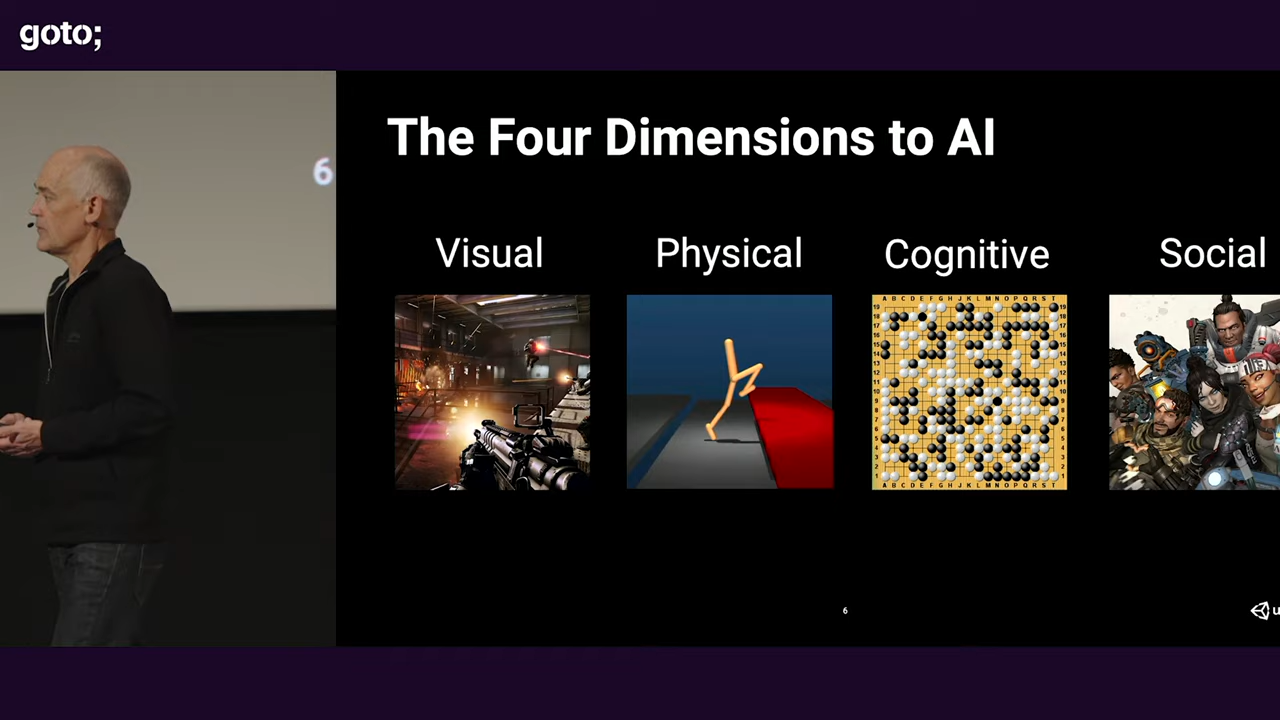 goto;
6
The Four Dimensions to AI
Visual Physical Cognitive Social
A B C D E F G H J K L M N O P Q R S T
A B C D E F G H J K L M N O P Q R S T
6